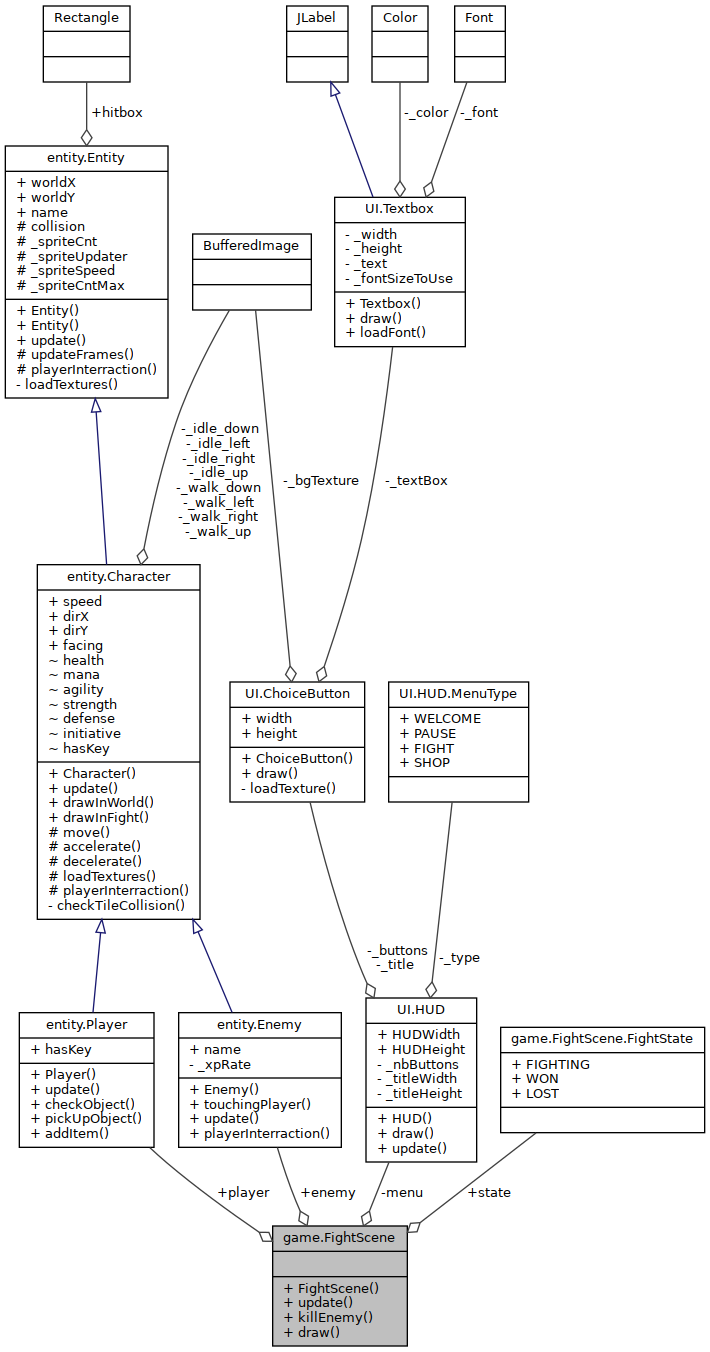 Rectangle
JLabel
Color
Font
+hitbox
-_color
-_font
entity.Entity
+ worldX
+ worldY
+ name
# collision
# _spriteCnt
# _spriteUpdater
# _spriteSpeed
# _spriteCntMax
+ Entity()
+ Entity()
+ update()
# updateFrames()
# playerInterraction()
- loadTextures()
BufferedImage
UI.Textbox
- _width
- _height
- _text
- _fontSizeToUse
+ Textbox()
+ draw()
+ loadFont()
-_idle_down
-_idle_left
-_idle_right
-_idle_up
-_walk_down
-_walk_left
-_walk_right
-_walk_up
-_bgTexture
-_textBox
entity.Character
+ speed
+ dirX
+ dirY
+ facing
~ health
~ mana
~ agility
~ strength
~ defense
~ initiative
~ hasKey
+ Character()
+ update()
+ drawInWorld()
+ drawInFight()
# move()
# accelerate()
# decelerate()
# loadTextures()
# playerInterraction()
- checkTileCollision()
UI.ChoiceButton
+ width
+ height
+ ChoiceButton()
+ draw()
- loadTexture()
UI.HUD.MenuType
+ WELCOME
+ PAUSE
+ FIGHT
+ SHOP
-_buttons
-_title
-_type
entity.Player
+ hasKey
+ Player()
+ update()
+ checkObject()
+ pickUpObject()
+ addItem()
entity.Enemy
+ name
- _xpRate
+ Enemy()
+ touchingPlayer()
+ update()
+ playerInterraction()
UI.HUD
+ HUDWidth
+ HUDHeight
- _nbButtons
- _titleWidth
- _titleHeight
+ HUD()
+ draw()
+ update()
game.FightScene.FightState
+ FIGHTING
+ WON
+ LOST
+player
+enemy
-menu
+state
game.FightScene
+ FightScene()
+ update()
+ killEnemy()
+ draw()